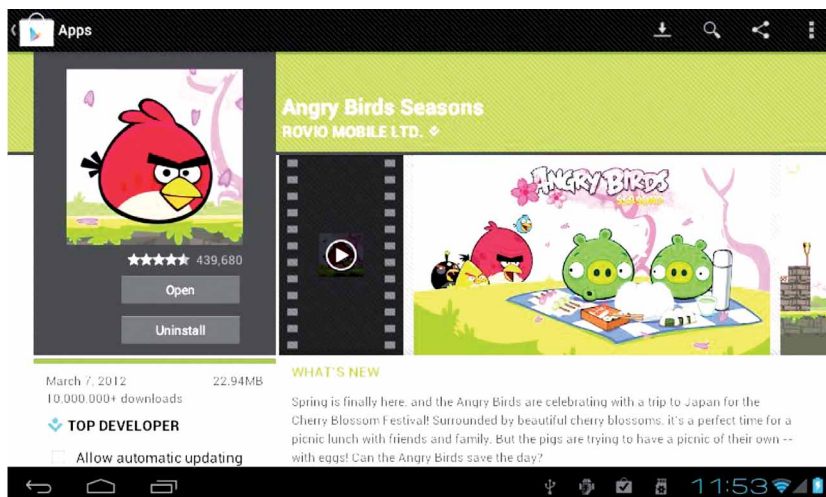 Apps
Angry Birds Seasons
ROVIO MOBILE LTD.
ANGRY BIRDS
SEASONS
439,680
Open
Uninstall
March 7, 2012 22.94MB
10,000,000+ downloads
TOP DEVELOPER
Allow automatic updating
WHAT'S NEW
Spring is finally here, and the Angry Birds are celebrating with a trip to Japan for the
Cherry Blossom Festival! Surrounded by beautiful cherry blossoms, it's a perfect time for a
picnic lunch with friends and family. But the pigs are trying to have a picnic of their own --
with eggs! Can the Angry Birds save the day?
11:53